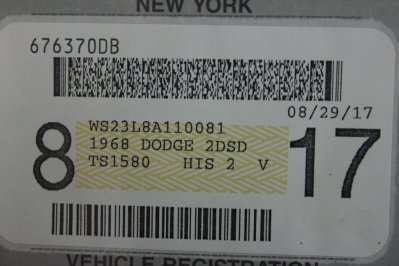 NEW YORK
676370DB
08/29/17
8 WS23L8A110081 17
1968 DODGE 2DSD
TS1580 HIS 2 V
VEHICLE REGISTRATION